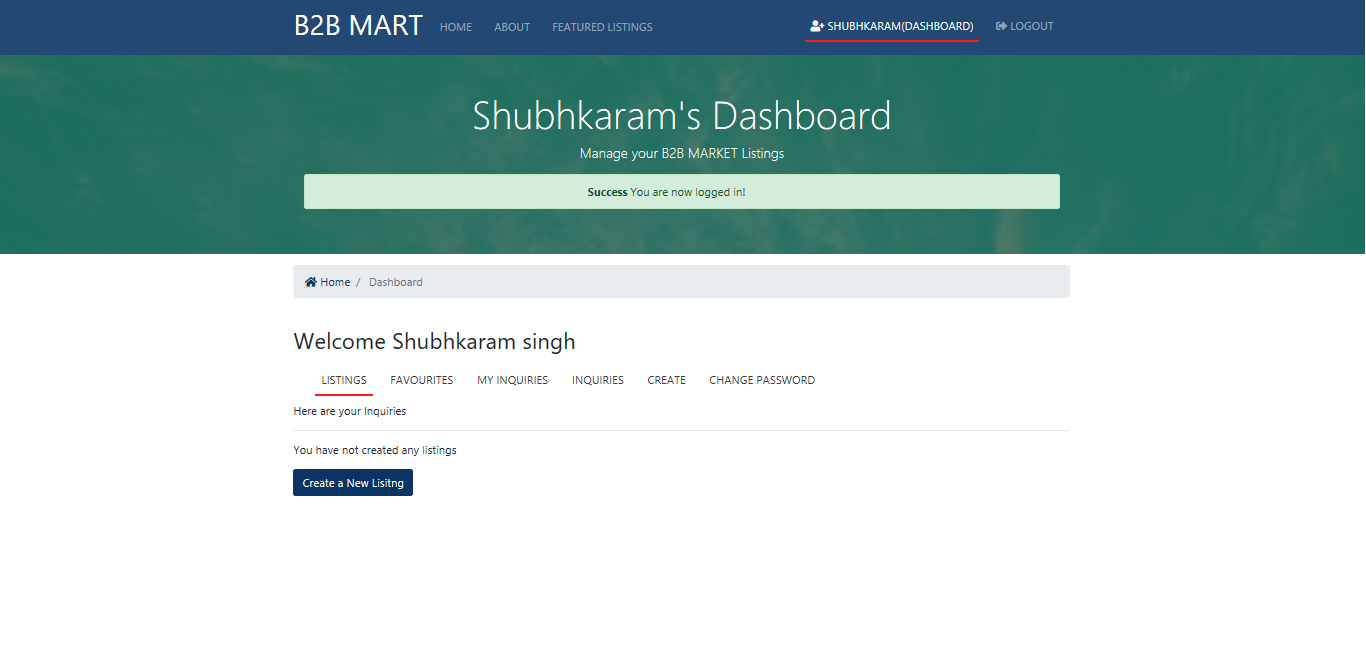 B2B MART HOME ABOUT FEATURED LISTINGS SHUBHKARAM(DASHBOARD) LOGOUT
Shubhkaram's Dashboard
Manage your B2B MARKET Listings
Success You are now logged in!
Home / Dashboard
Welcome Shubhkaram singh
LISTINGS FAVOURITES MY INQUIRIES INQUIRIES CREATE CHANGE PASSWORD
Here are your Inquiries
You have not created any listings
Create a New Lisitng